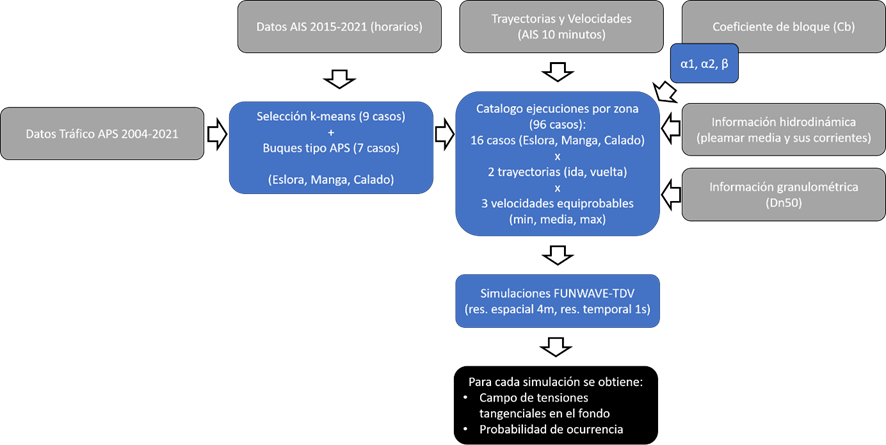 Datos AIS 2015-2021 (horarios)
Trayectorias y Velocidades
(AIS 10 minutos)
Coeficiente de bloque (Cb)
α1, α2, β
Datos Tráfico APS 2004-2021
Selección k-means (9 casos)
+
Buques tipo APS (7 casos)
(Eslora, Manga, Calado)
Catalogo ejecuciones por zona
(96 casos):
16 casos (Eslora, Manga, Calado)
x
2 trayectorias (ida, vuelta)
x
3 velocidades equiprobables
(min, media, max)
Información hidrodinámica
(pleamar media y sus corrientes)
Información granulométrica
(Dn50)
Simulaciones FUNWAVE-TDV
(res. espacial 4m, res. temporal 1s)
Para cada simulación se obtiene:
• Campo de tensiones
tangenciales en el fondo
• Probabilidad de ocurrencia